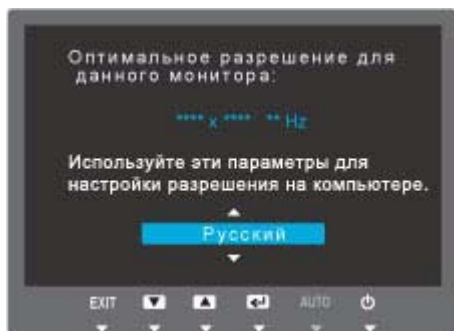 Оптимальное разрешение для
данного монитора:
**** x **** ** Hz
Используйте эти параметры для
настройки разрешения на компьютере.
Русский
EXIT
AUTO